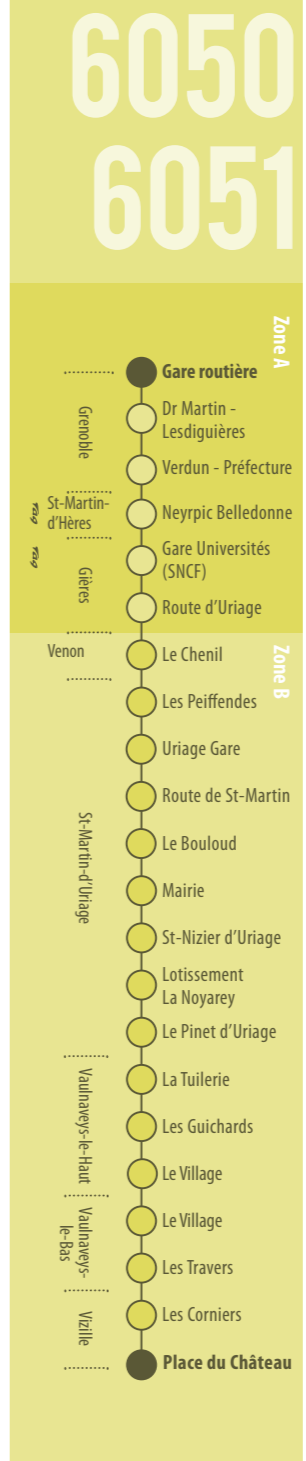 6050
6051
Zone A
Gare routière
Grenoble
Dr Martin -
Lesdiguières
Verdun - Préfecture
tag
St-Martin-
d'Hères
Neyrpic Belledonne
tag
Gières
Gare Universités
(SNCF)
Route d'Uriage
Zone B
Venon
Le Chenil
St-Martin-d'Uriage
Les Peiffendes
Uriage Gare
Route de St-Martin
Le Bouloud
Mairie
St-Nizier d'Uriage
Lotissement
La Noyarey
Le Pinet d'Uriage
Vaulnaveys-le-Haut
La Tuilerie
Les Guichards
Le Village
Vaulnaveys-
le-Bas
Le Village
Les Travers
Vizille
Les Corniers
Place du Château